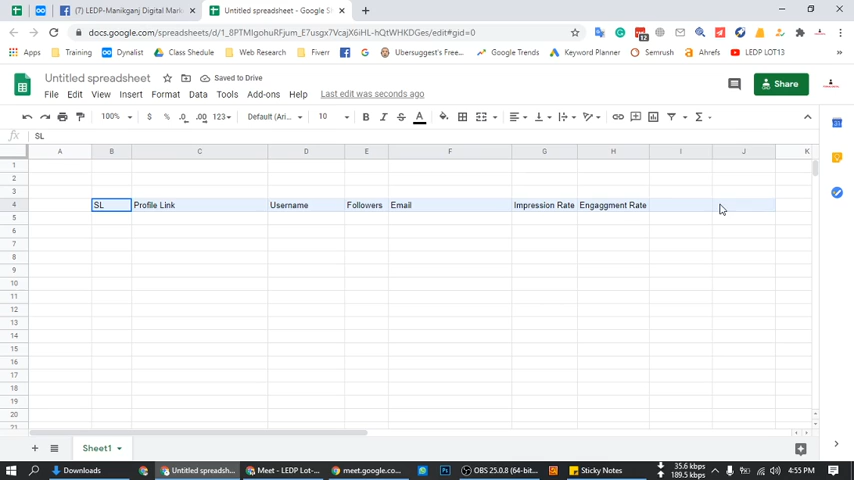 (7) LEDP-Manikganj Digital Mark
Untitled spreadsheet - Google Sh
docs.google.com/spreadsheets/d/1_8PTMIgohuRFjum_E7usgx7VcajX6iHL-hQtWHKDGes/edit#gid=0
12
Apps
Training
Dynalist
Class Shedule
Web Research
Fiverr
Ubersuggest's Free...
Google Trends
Keyword Planner
Semrush
Ahrefs
LEDP LOT13
Untitled spreadsheet
Saved to Drive
File Edit View Insert Format Data Tools Add-ons Help Last edit was seconds ago
Share
100% $ % .0 .00 123 Default (Ari... 10 B I S A
fx SL
A B C D E F G H I J K
1
2
3
4 SL Profile Link Username Followers Email Impression Rate Engaggment Rate
5
6
7
8
9
10
11
12
13
14
15
16
17
18
19
20
21
Sheet1
Downloads
Untitled spreadsh...
Meet - LEDP Lot-...
meet.google.co...
OBS 25.0.8 (64-bit...
Sticky Notes
35.6 kbps
189.5 kbps
4:55 PM